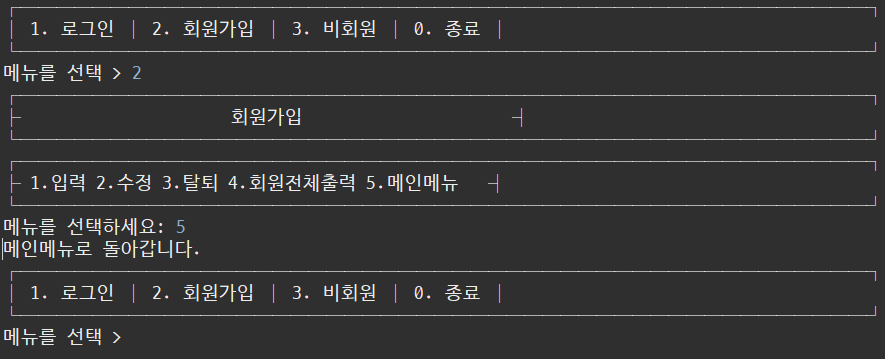 | 1. 로그인 | 2. 회원가입 | 3. 비회원 | 0. 종료 |
메뉴를 선택 > 2
회원가입
1.입력 2.수정 3.탈퇴 4.회원전체출력 5.메인메뉴
메뉴를 선택하세요: 5
메인메뉴로 돌아갑니다.
| 1. 로그인 | 2. 회원가입 | 3. 비회원 | 0. 종료 |
메뉴를 선택 >